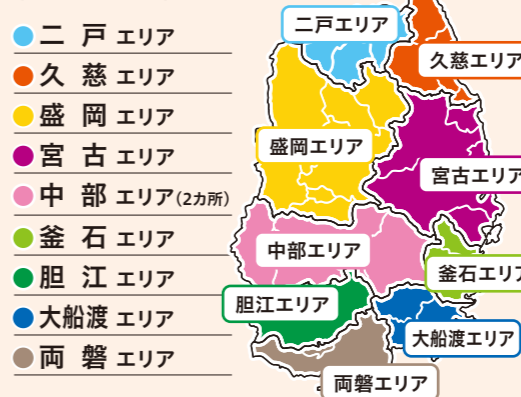 二戸 エリア
久慈 エリア
盛岡 エリア
宮古 エリア
中部 エリア(2カ所)
釜石 エリア
胆江 エリア
大船渡 エリア
両磐 エリア
二戸エリア
久慈エリア
盛岡エリア
宮古エリア
中部エリア
釜石エリア
胆江エリア
大船渡エリア
両磐エリア